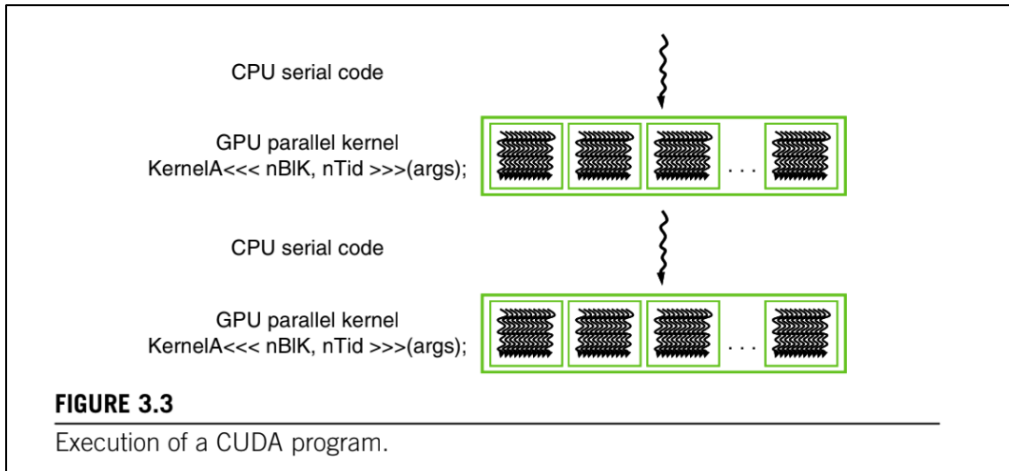 CPU serial code
GPU parallel kernel
KernelA<<< nBlK, nTid >>>(args);
. . .
CPU serial code
GPU parallel kernel
KernelA<<< nBlK, nTid >>>(args);
. . .
FIGURE 3.3
Execution of a CUDA program.